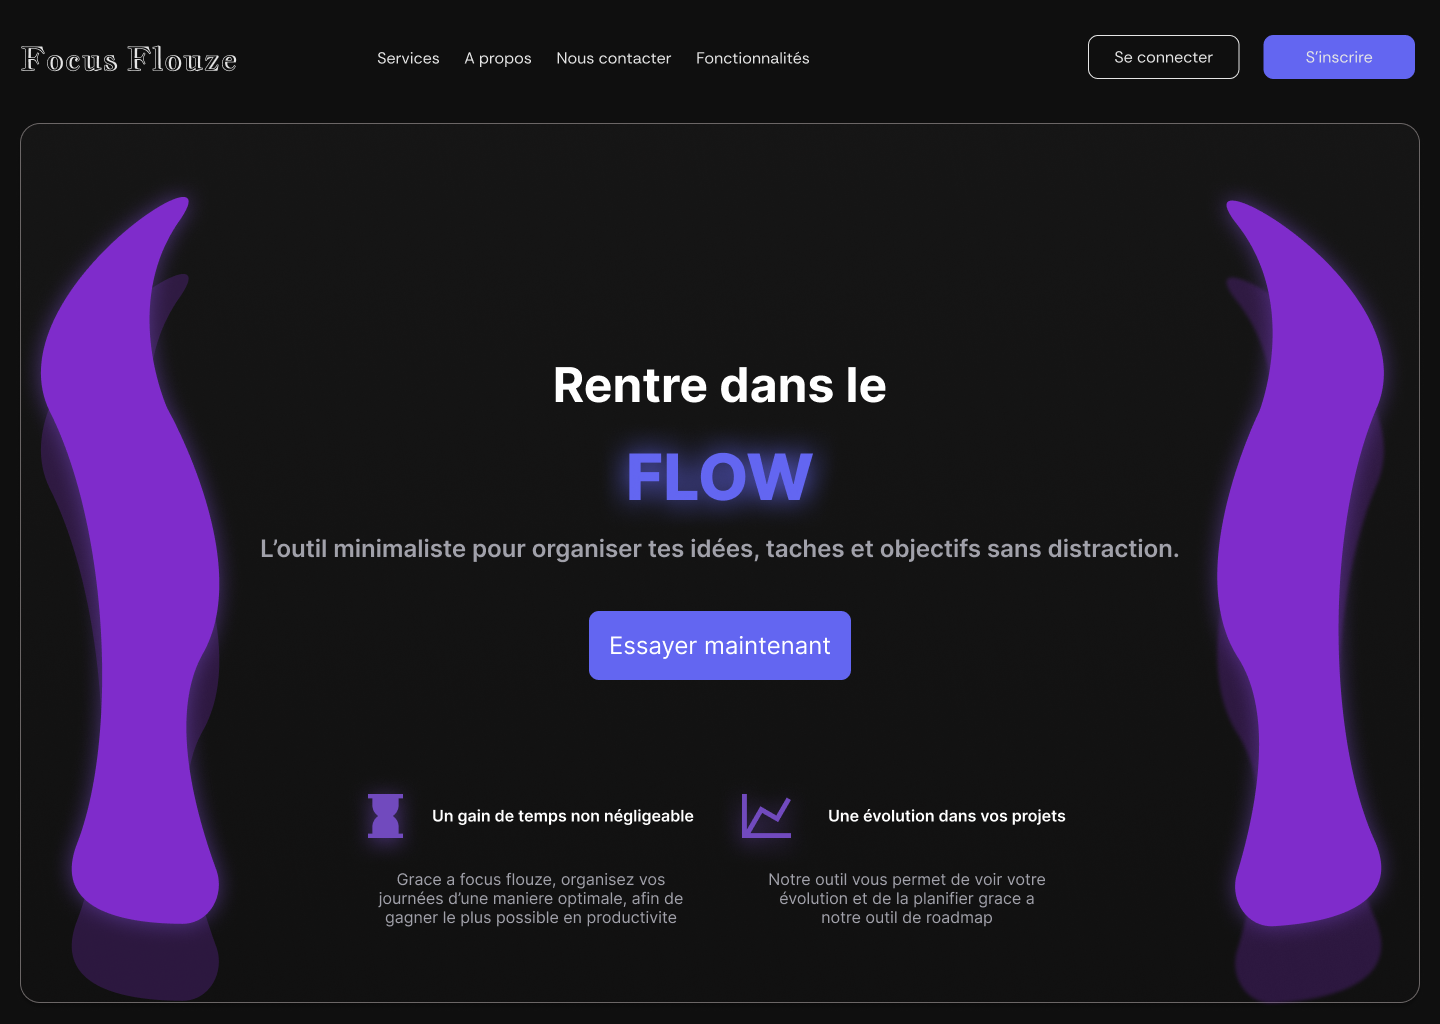 Focus Flouze
Services A propos Nous contacter Fonctionnalités
Se connecter
S'inscrire
Rentre dans le
FLOW
L'outil minimaliste pour organiser tes idées, taches et objectifs sans distraction.
Essayer maintenant
Un gain de temps non négligeable
Grace a focus flouze, organisez vos
journées d'une maniere optimale, afin de
gagner le plus possible en productivite
Une évolution dans vos projets
Notre outil vous permet de voir votre
évolution et de la planifier grace a
notre outil de roadmap